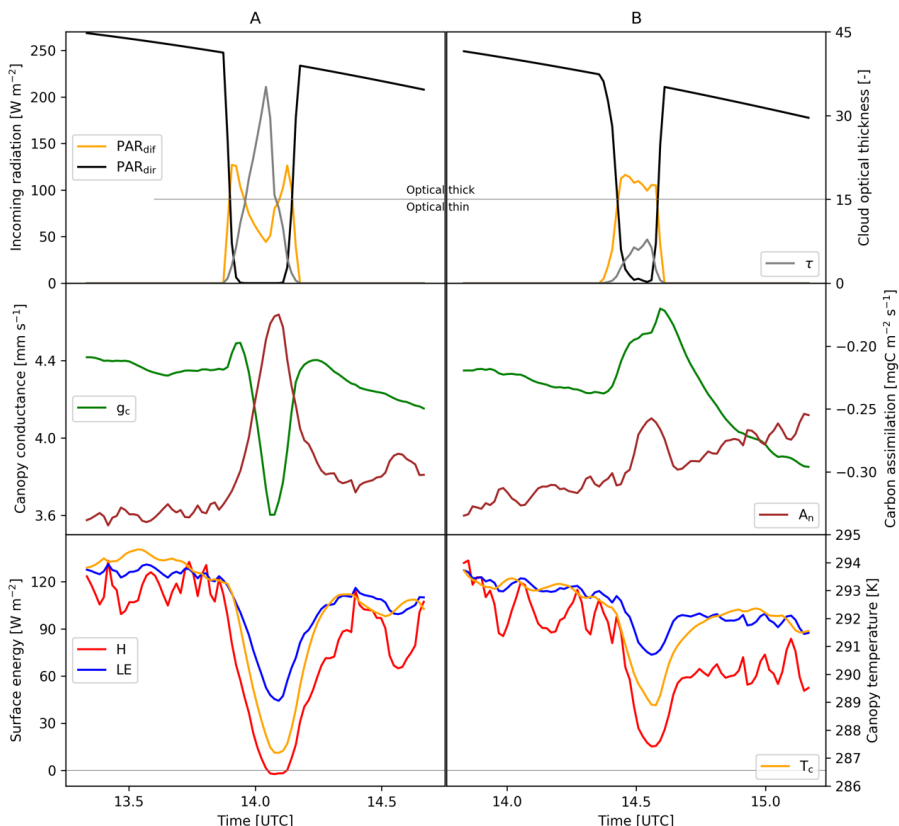 A
B
Incoming radiation [W m⁻²]
250
200
150
100
50
0
PAR_dif
PAR_dir
Optical thick
Optical thin
τ
45
30
15
0
Cloud optical thickness [-]
Canopy conductance [mm s⁻¹]
4.4
4.0
3.6
g_c
A_n
−0.20
−0.25
−0.30
Carbon assimilation [mgC m⁻² s⁻¹]
Surface energy [W m⁻²]
120
90
60
30
0
H
LE
T_c
295
294
293
292
291
290
289
288
287
286
Canopy temperature [K]
13.5
14.0
14.5
14.0
14.5
15.0
Time [UTC]
Time [UTC]